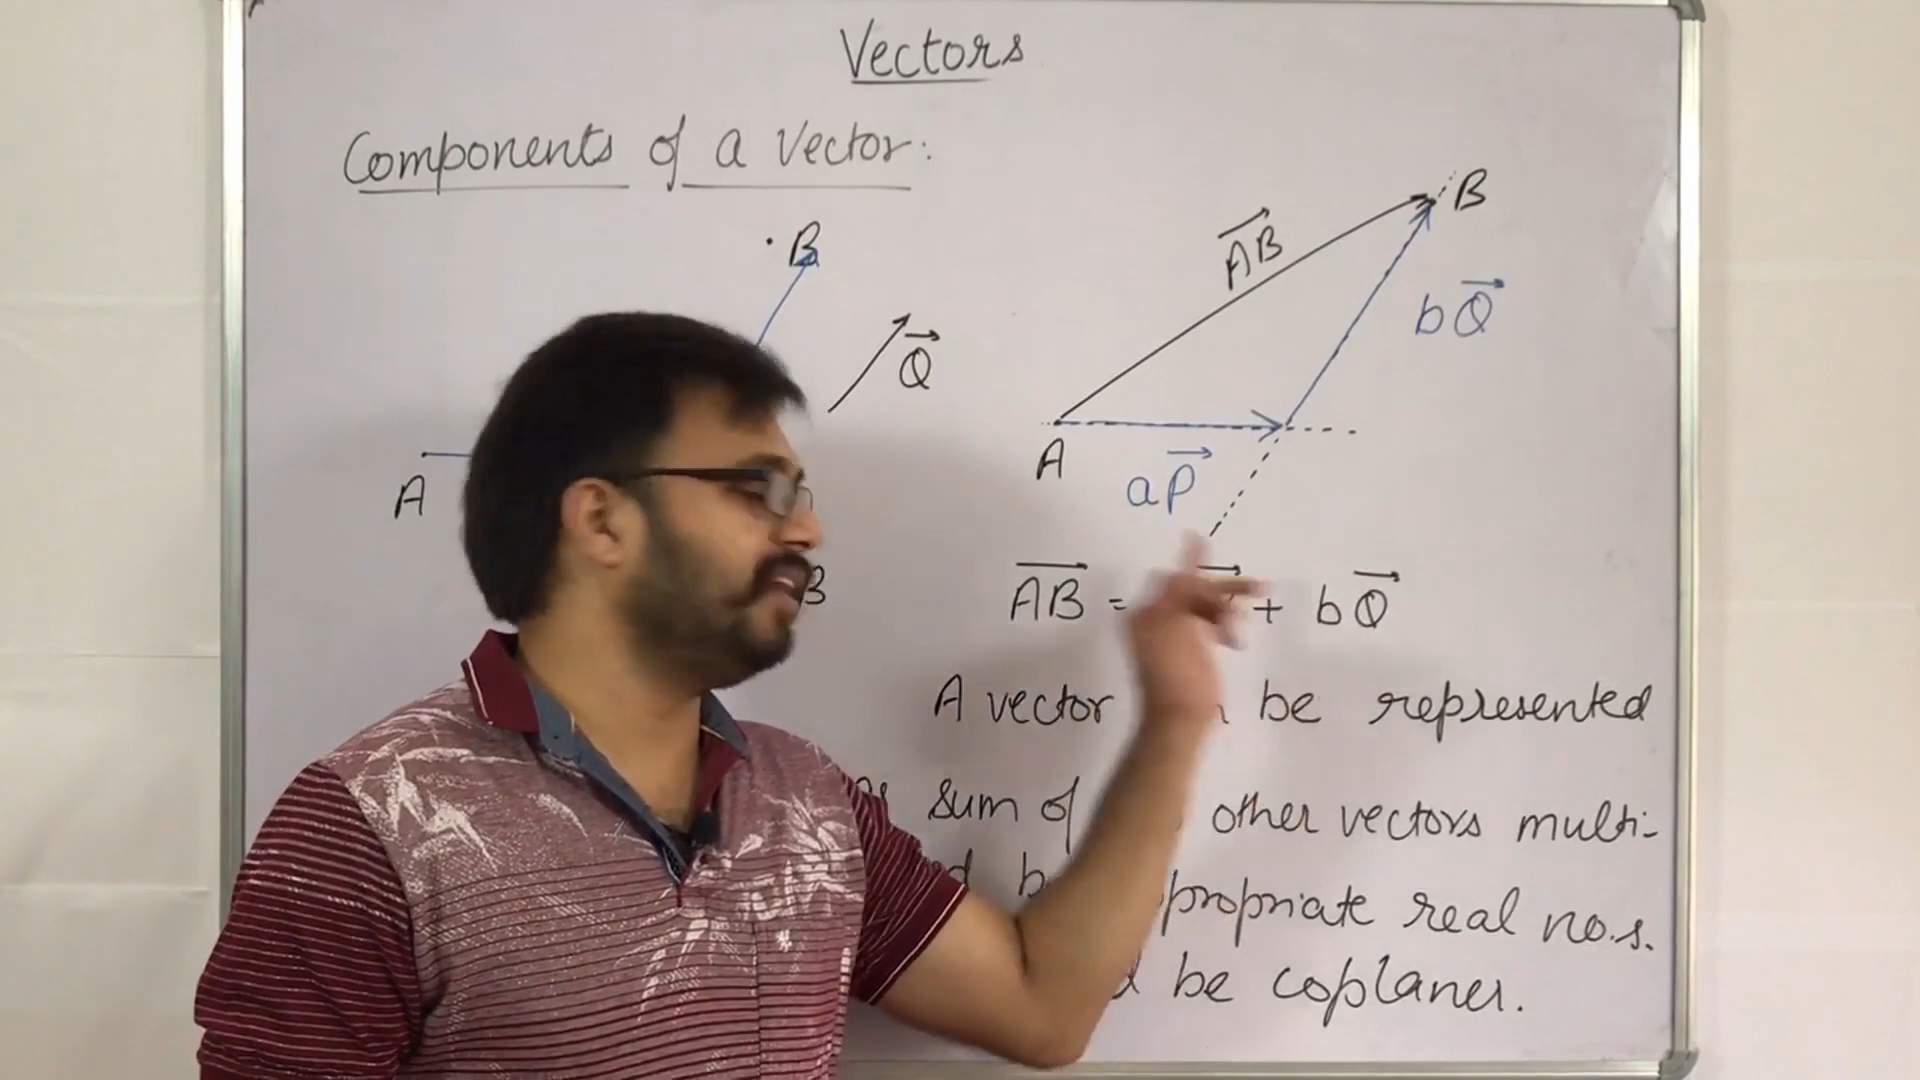 Vectors
Components of a Vector:
B
Q
A
B
AB
B
bQ
A
aP
AB = + bQ
A vector be represented
sum of other vectors multi-
real no.s.
be coplaner.